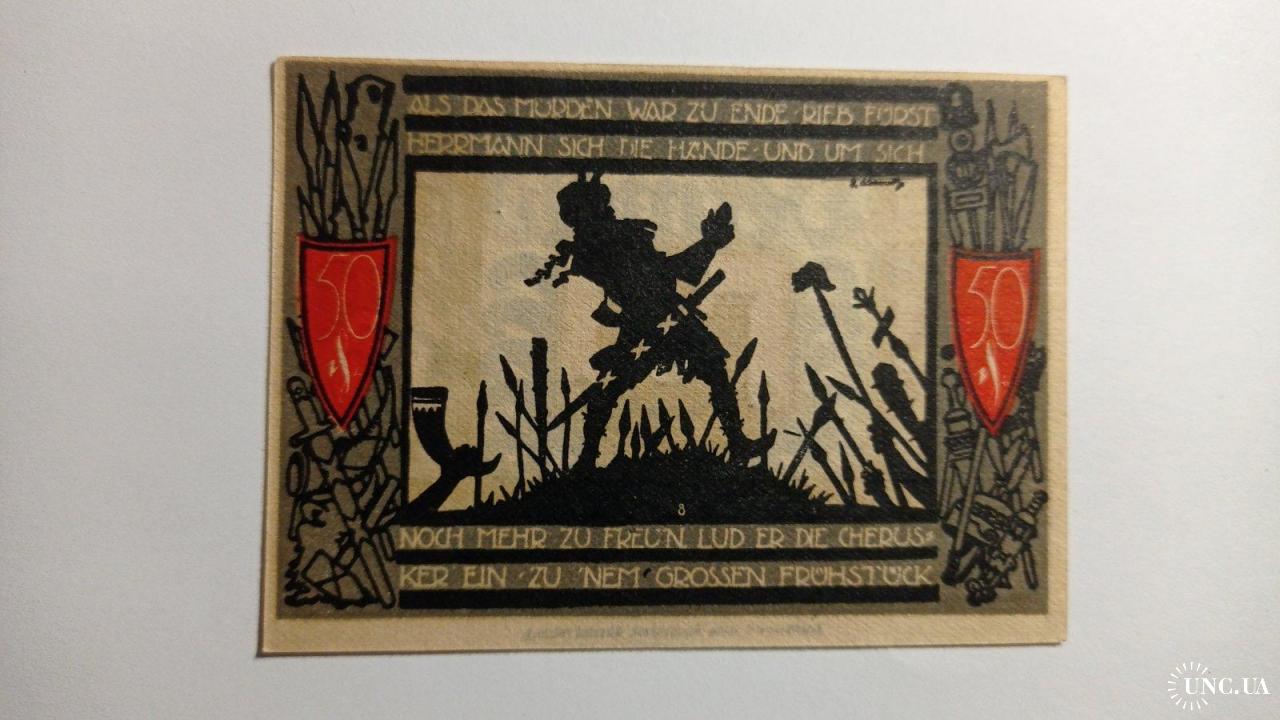 ALS DAS MORDEN WAR ZU ENDE · RIEB FÜRST
HERRMANN SICH DIE HÄNDE · UND UM SICH
50
50
8
NOCH MEHR ZU FREU'N, LUD ER DIE CHERUS=
KER EIN · ZU 'NEM' GROSSEN FRÜHSTÜCK
UNC.UA